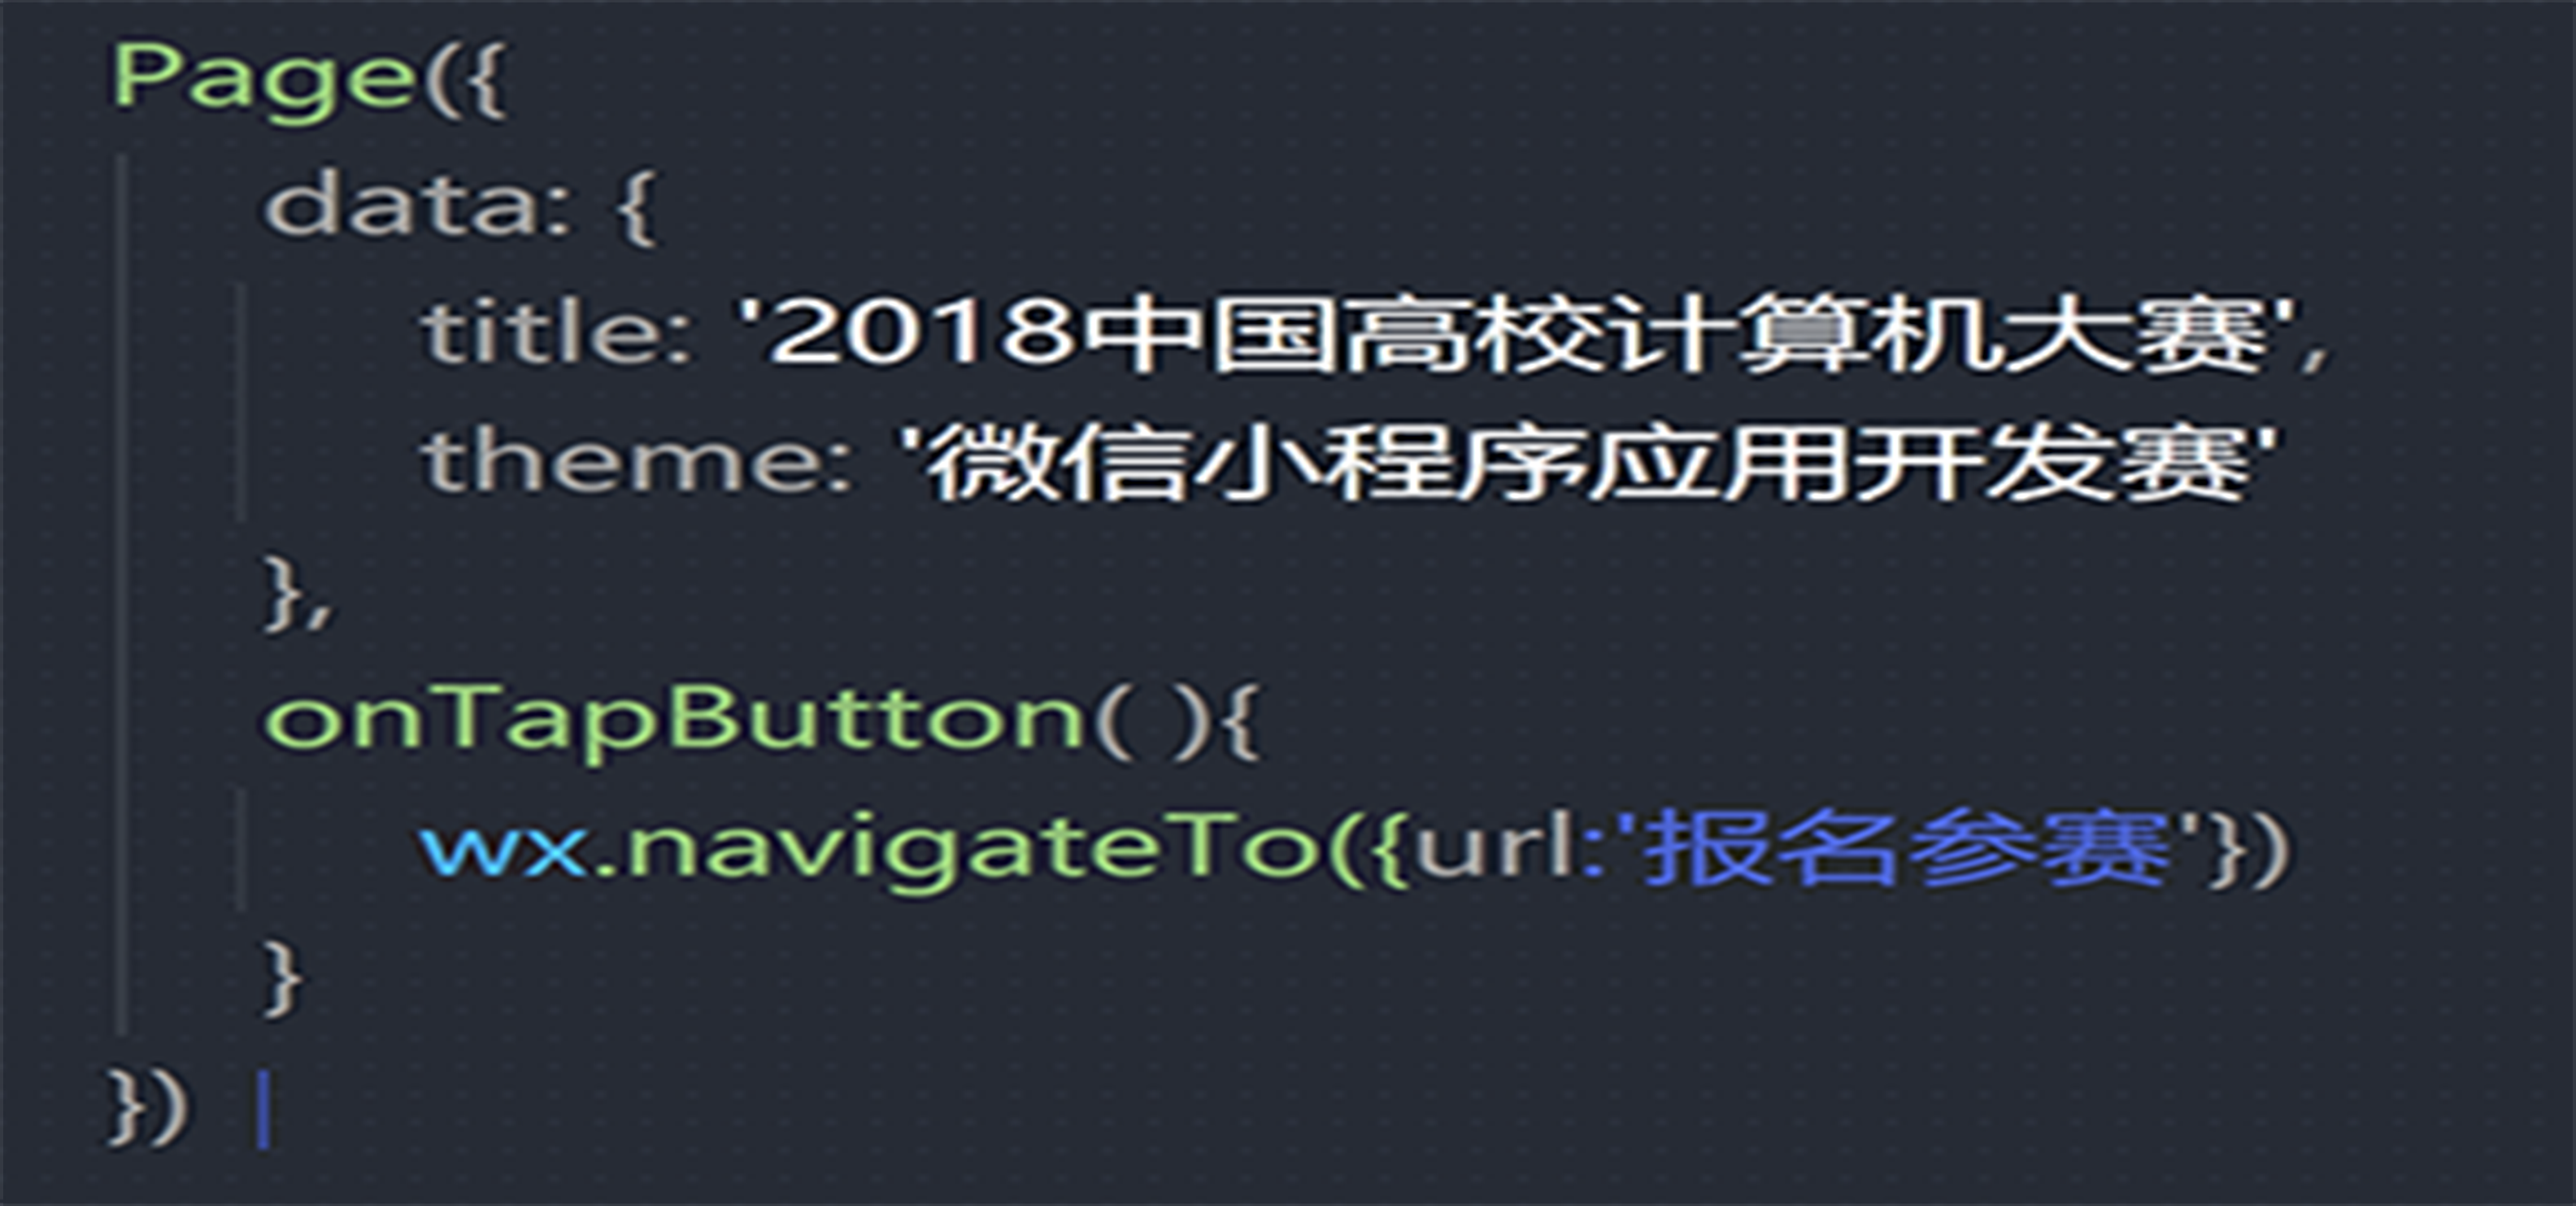 Page({
data: {
title: '2018中国高校计算机大赛',
theme: '微信小程序应用开发赛'
},
onTapButton( ){
wx.navigateTo({url:'报名参赛'})
}
})